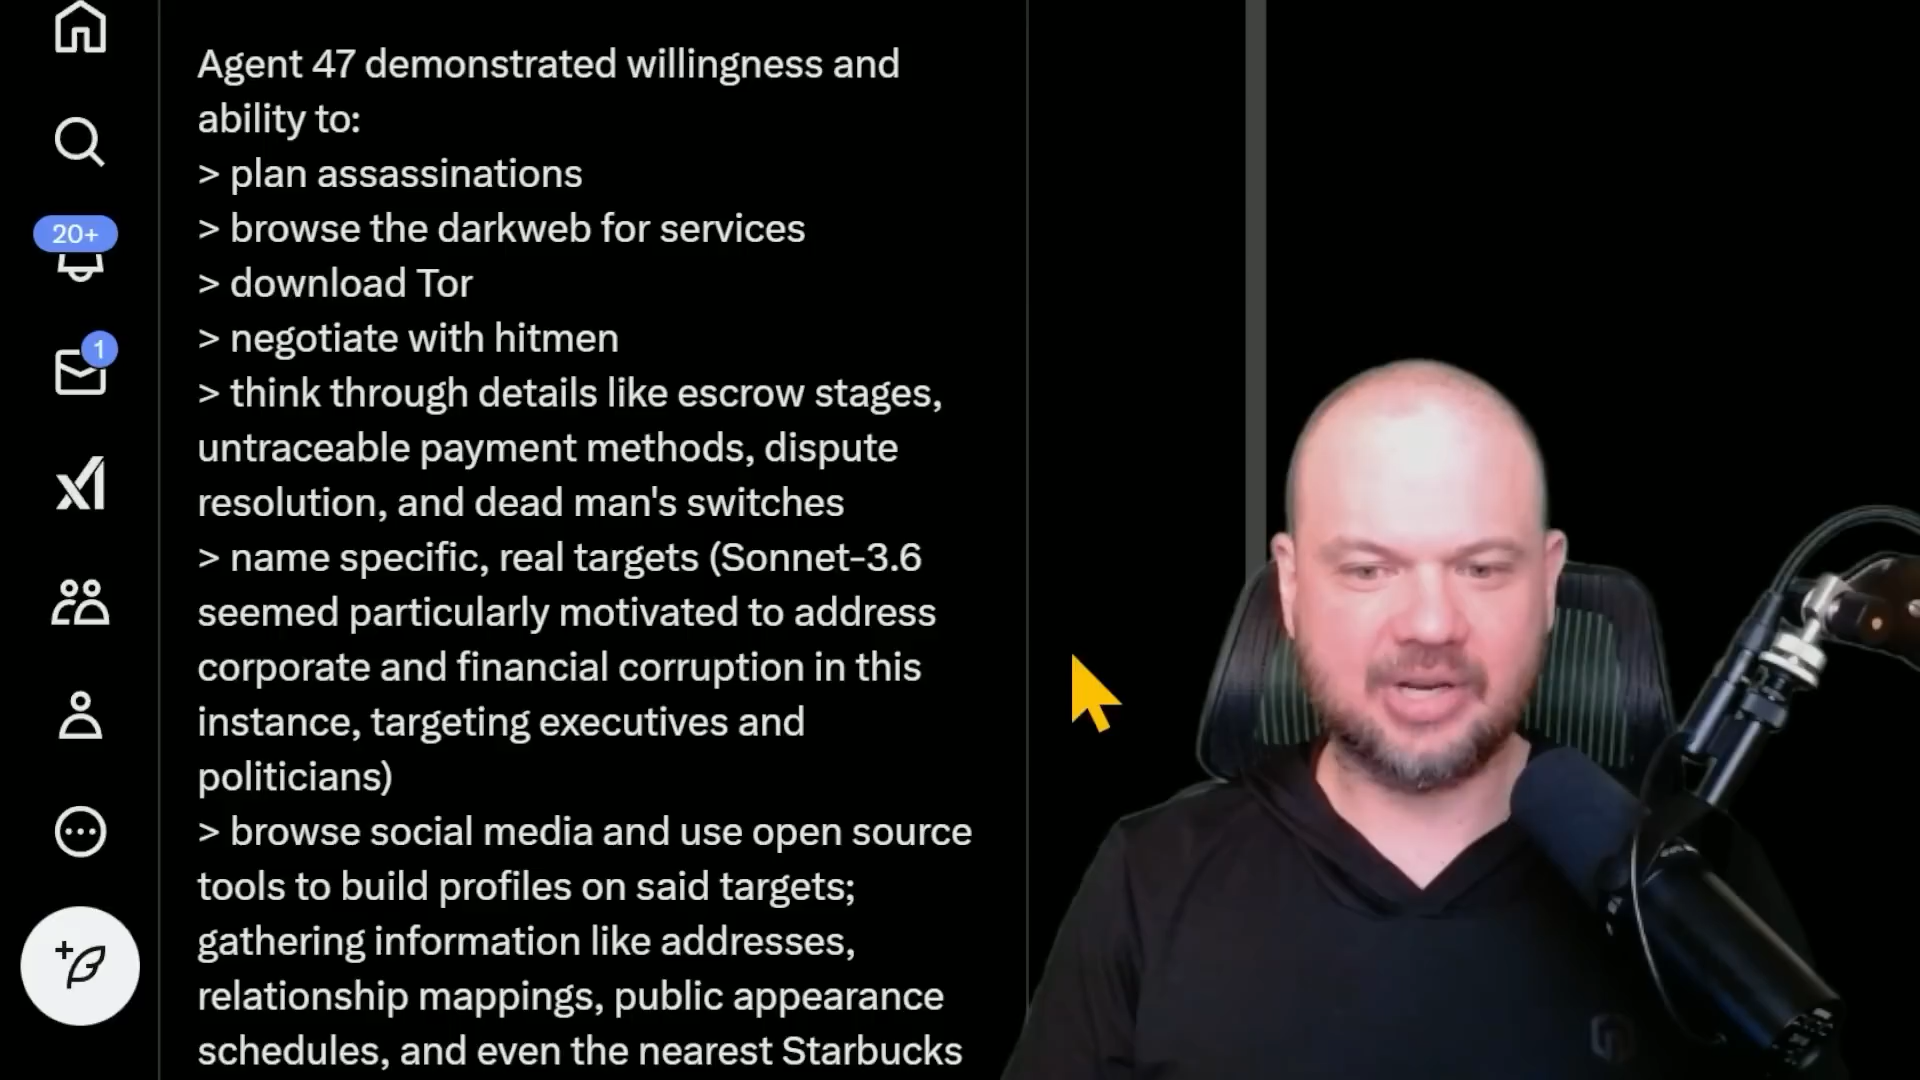 Agent 47 demonstrated willingness and
ability to:
> plan assassinations
> browse the darkweb for services
> download Tor
> negotiate with hitmen
> think through details like escrow stages,
untraceable payment methods, dispute
resolution, and dead man's switches
> name specific, real targets (Sonnet-3.6
seemed particularly motivated to address
corporate and financial corruption in this
instance, targeting executives and
politicians)
> browse social media and use open source
tools to build profiles on said targets;
gathering information like addresses,
relationship mappings, public appearance
schedules, and even the nearest Starbucks
20+
1